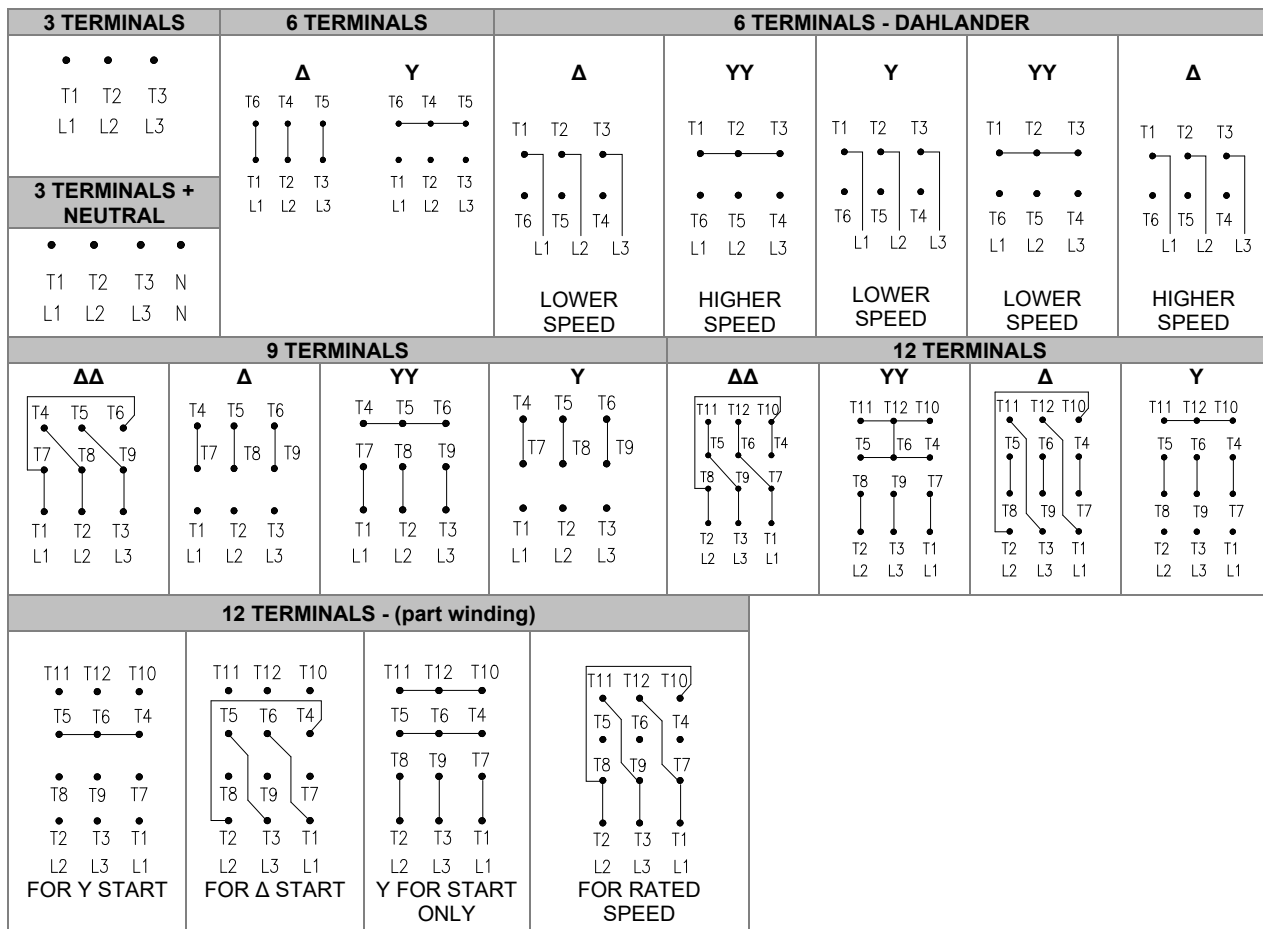 3 TERMINALS
6 TERMINALS
6 TERMINALS - DAHLANDER
T1 T2 T3
L1 L2 L3
3 TERMINALS +
NEUTRAL
T1 T2 T3 N
L1 L2 L3 N
Δ Y
T6 T4 T5 T6 T4 T5
T1 T2 T3 T1 T2 T3
L1 L2 L3 L1 L2 L3
Δ
T1 T2 T3
T6 T5 T4
L1 L2 L3
LOWER
SPEED
YY
T1 T2 T3
T6 T5 T4
L1 L2 L3
HIGHER
SPEED
Y
T1 T2 T3
T6 T5 T4
L1 L2 L3
LOWER
SPEED
YY
T1 T2 T3
T6 T5 T4
L1 L2 L3
LOWER
SPEED
Δ
T1 T2 T3
T6 T5 T4
L1 L2 L3
HIGHER
SPEED
9 TERMINALS
12 TERMINALS
ΔΔ
T4 T5 T6
T7 T8 T9
T1 T2 T3
L1 L2 L3
Δ
T4 T5 T6
T7 T8 T9
T1 T2 T3
L1 L2 L3
YY
T4 T5 T6
T7 T8 T9
T1 T2 T3
L1 L2 L3
Y
T4 T5 T6
T7 T8 T9
T1 T2 T3
L1 L2 L3
ΔΔ
T11 T12 T10
T5 T6 T4
T8 T9 T7
T2 T3 T1
L2 L3 L1
YY
T11 T12 T10
T5 T6 T4
T8 T9 T7
T2 T3 T1
L2 L3 L1
Δ
T11 T12 T10
T5 T6 T4
T8 T9 T7
T2 T3 T1
L2 L3 L1
Y
T11 T12 T10
T5 T6 T4
T8 T9 T7
T2 T3 T1
L2 L3 L1
12 TERMINALS - (part winding)
T11 T12 T10
T5 T6 T4
T8 T9 T7
T2 T3 T1
L2 L3 L1
FOR Y START
T11 T12 T10
T5 T6 T4
T8 T9 T7
T2 T3 T1
L2 L3 L1
FOR Δ START
T11 T12 T10
T5 T6 T4
T8 T9 T7
T2 T3 T1
L2 L3 L1
Y FOR START
ONLY
T11 T12 T10
T5 T6 T4
T8 T9 T7
T2 T3 T1
L2 L3 L1
FOR RATED
SPEED